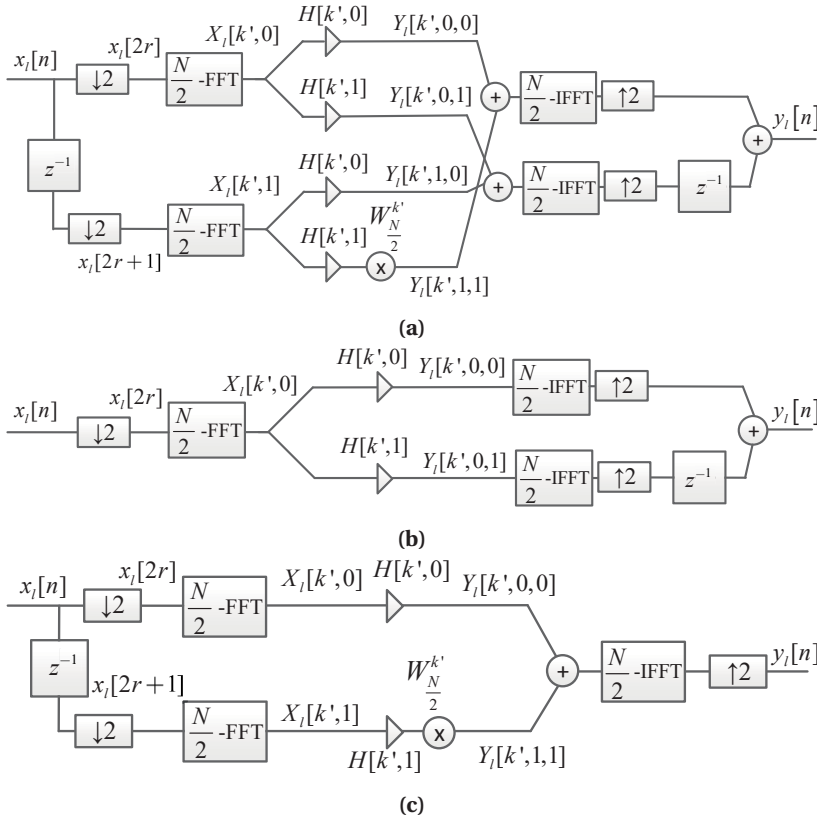 H[k',0]
Y_l[k',0,0]
x_l[n]
x_l[2r]
X_l[k',0]
↓2
N/2 -FFT
H[k',1]
Y_l[k',0,1]
+
N/2 -IFFT
↑2
y_l[n]
+
z^{-1}
X_l[k',1]
H[k',0]
Y_l[k',1,0]
+
N/2 -IFFT
↑2
z^{-1}
W_{N/2}^{k'}
↓2
N/2 -FFT
H[k',1]
x
x_l[2r+1]
Y_l[k',1,1]
(a)
H[k',0]
Y_l[k',0,0]
N/2 -IFFT
↑2
x_l[n]
x_l[2r]
X_l[k',0]
↓2
N/2 -FFT
y_l[n]
+
H[k',1]
Y_l[k',0,1]
N/2 -IFFT
↑2
z^{-1}
(b)
x_l[n]
x_l[2r]
X_l[k',0]
H[k',0]
Y_l[k',0,0]
↓2
N/2 -FFT
z^{-1}
+
N/2 -IFFT
↑2
y_l[n]
x_l[2r+1]
W_{N/2}^{k'}
X_l[k',1]
↓2
N/2 -FFT
x
H[k',1]
Y_l[k',1,1]
(c)